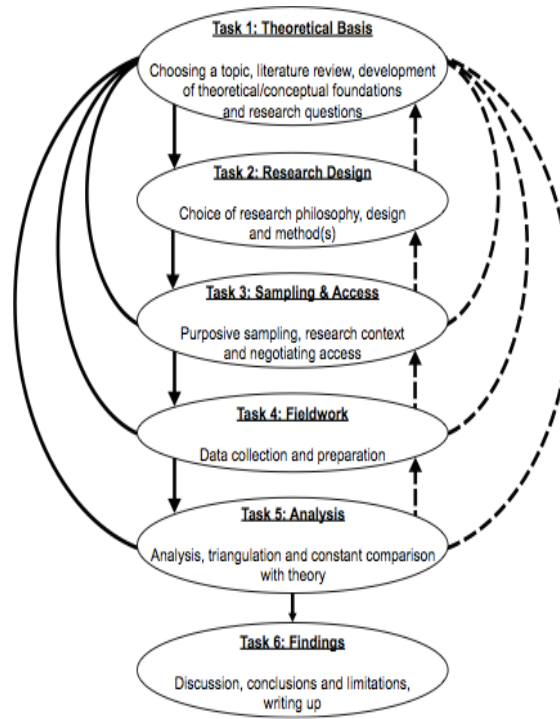 Task 1: Theoretical Basis
Choosing a topic, literature review, development
of theoretical/conceptual foundations
and research questions
Task 2: Research Design
Choice of research philosophy, design
and method(s)
Task 3: Sampling & Access
Purposive sampling, research context
and negotiating access
Task 4: Fieldwork
Data collection and preparation
Task 5: Analysis
Analysis, triangulation and constant comparison
with theory
Task 6: Findings
Discussion, conclusions and limitations,
writing up